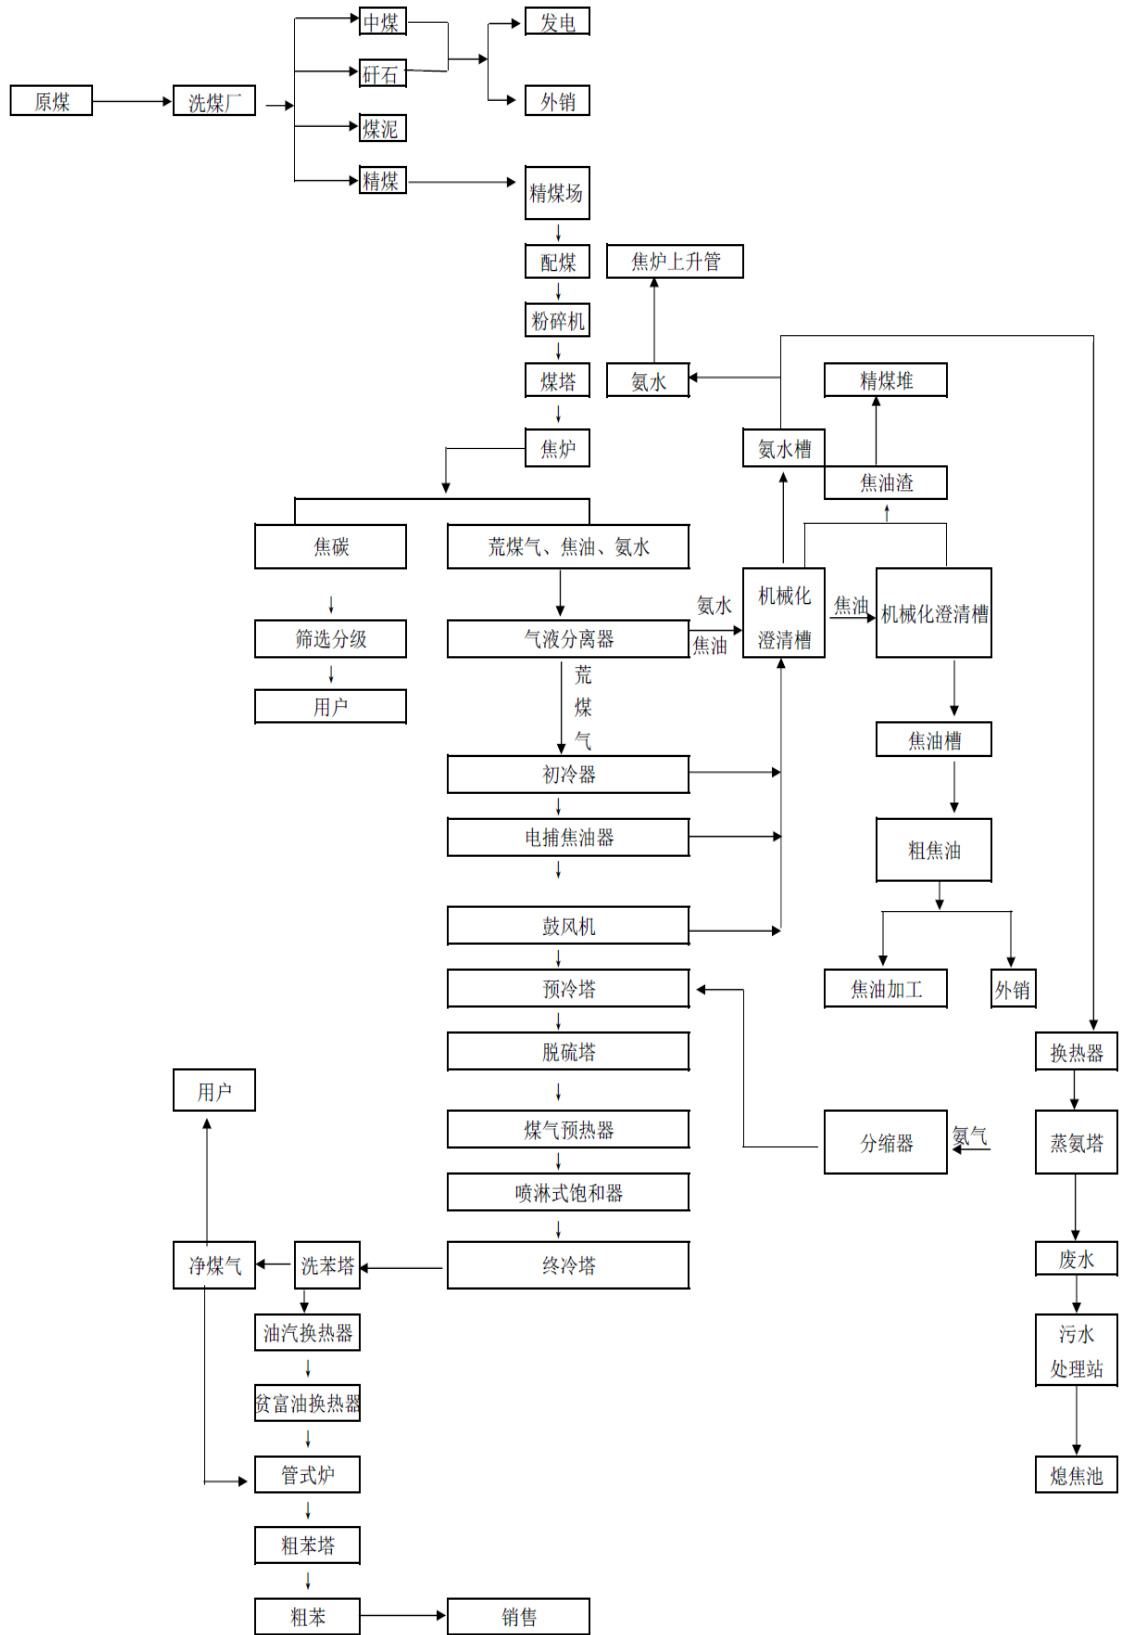 中煤
发电
矸石
原煤
洗煤厂
外销
煤泥
精煤
精煤场
配煤
焦炉上升管
粉碎机
煤塔
氨水
精煤堆
焦炉
氨水槽
焦油渣
焦碳
荒煤气、焦油、氨水
机械化
澄清槽
氨水
焦油
焦油
机械化澄清槽
筛选分级
气液分离器
荒
煤
气
用户
焦油槽
初冷器
电捕焦油器
粗焦油
鼓风机
预冷塔
焦油加工
外销
脱硫塔
换热器
用户
煤气预热器
分缩器
氨气
蒸氨塔
喷淋式饱和器
净煤气
洗苯塔
终冷塔
废水
油汽换热器
污水
处理站
贫富油换热器
管式炉
熄焦池
粗苯塔
粗苯
销售